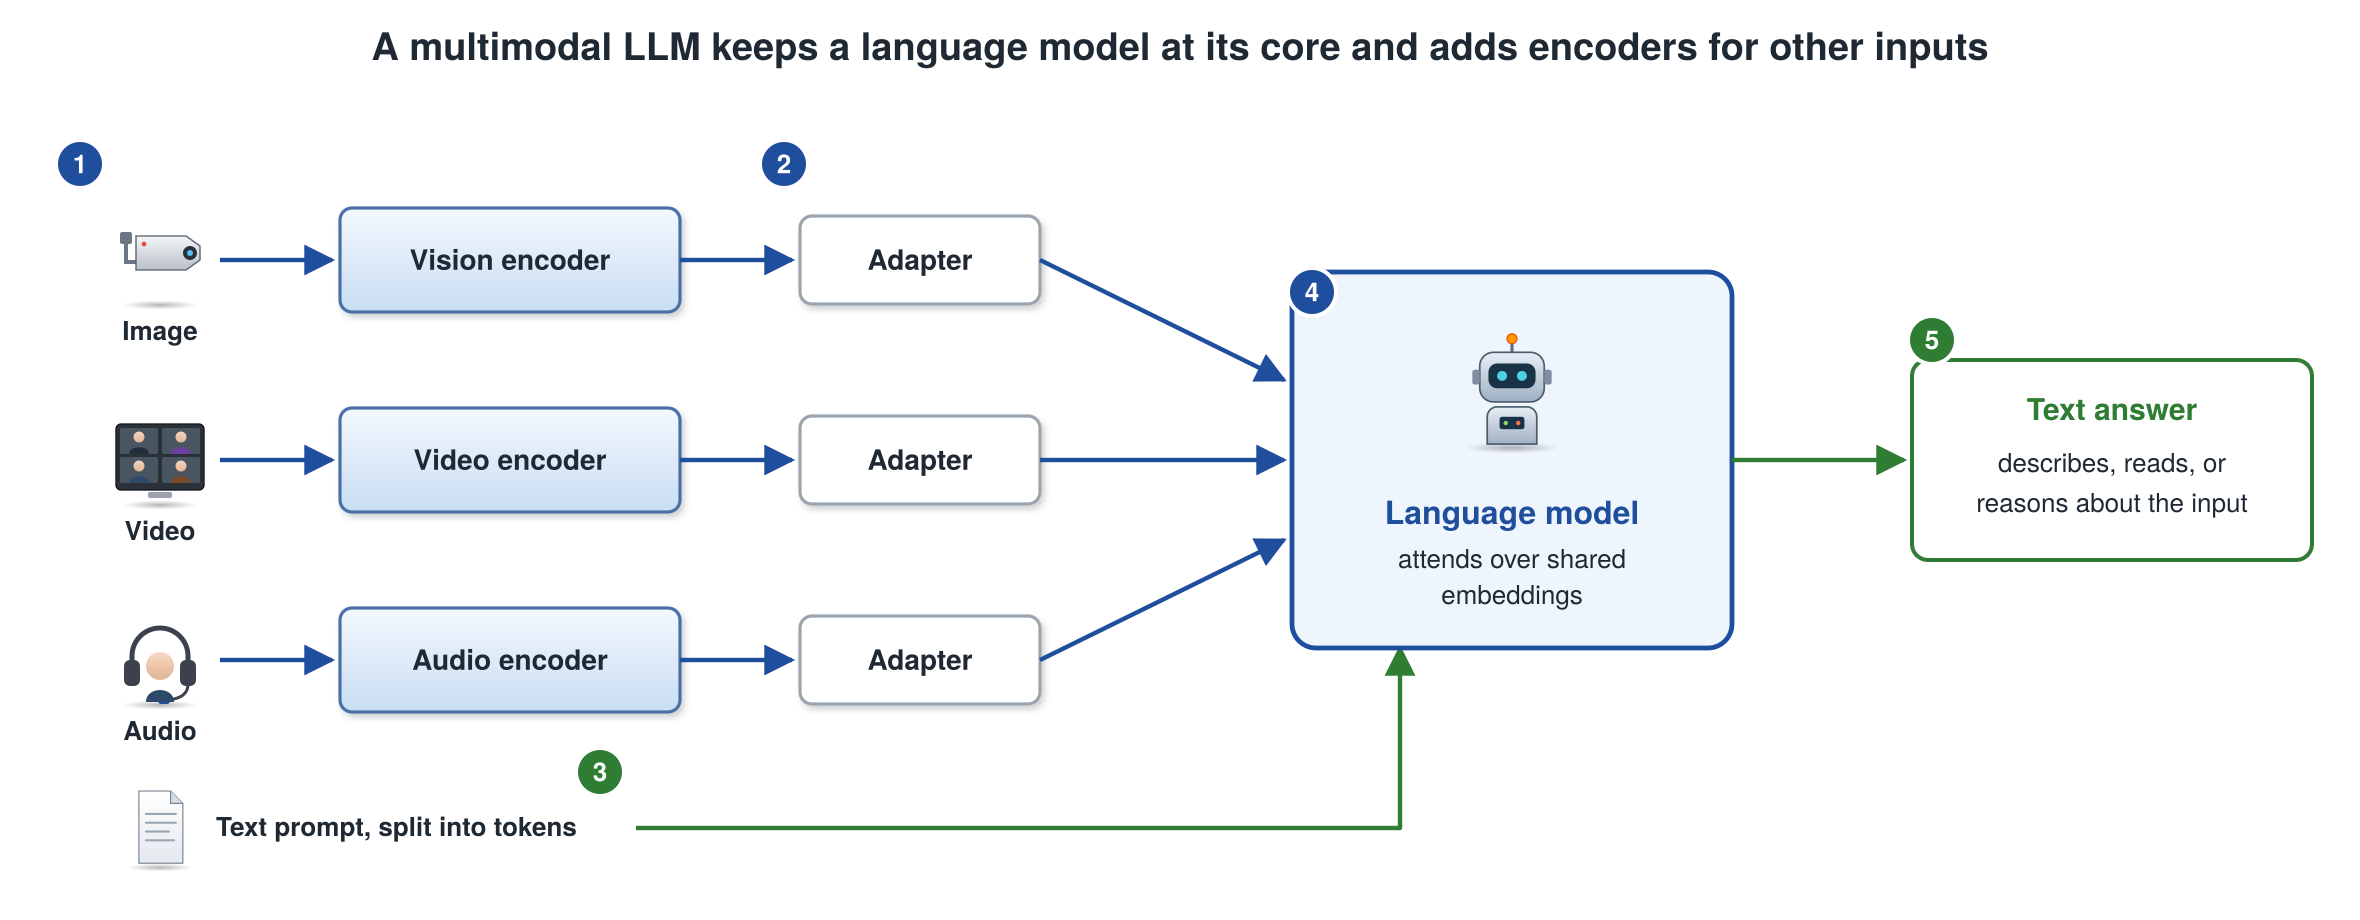 A multimodal LLM keeps a language model at its core and adds encoders for other inputs
1
2
Vision encoder
Adapter
Image
4
5
Text answer
describes, reads, or
reasons about the input
Video encoder
Adapter
Video
Language model
attends over shared
embeddings
Audio encoder
Adapter
Audio
3
Text prompt, split into tokens